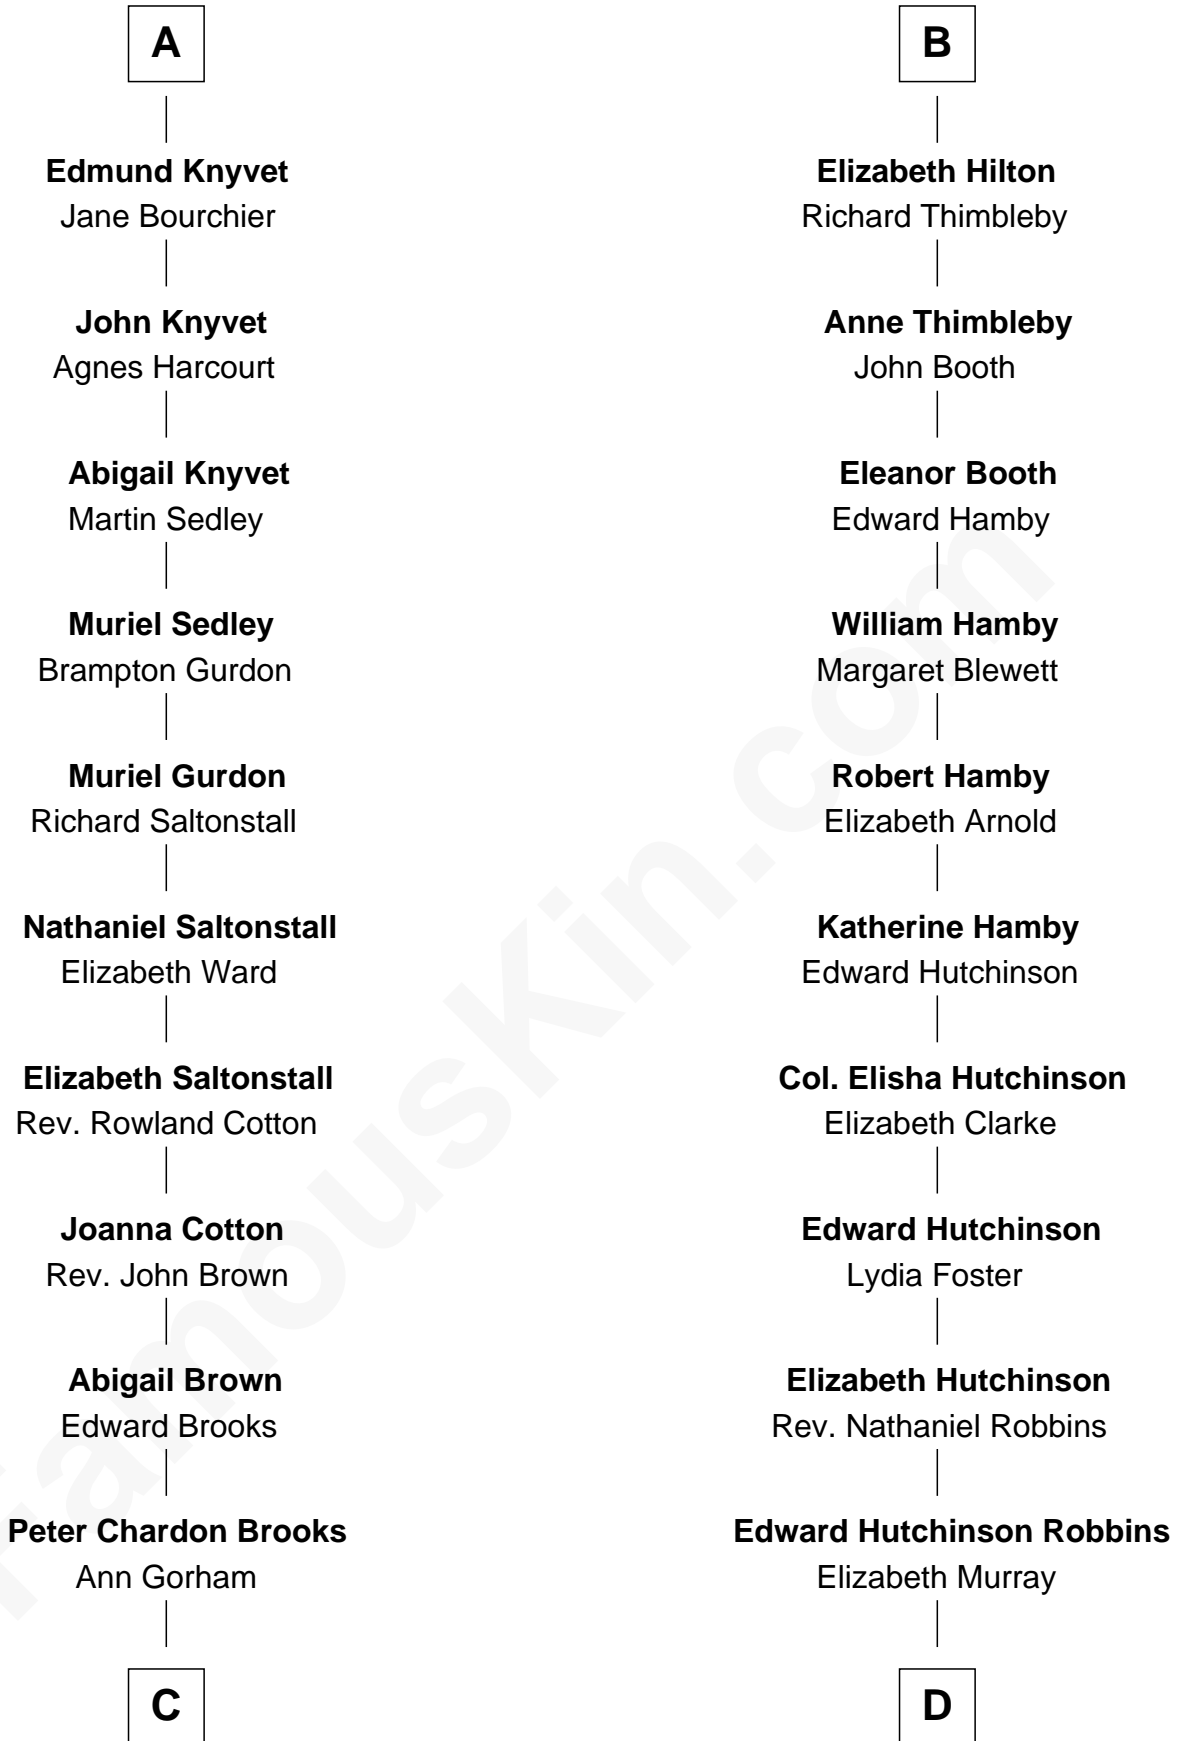 A
Edmund Knyvet
Jane Bourchier
John Knyvet
Agnes Harcourt
Abigail Knyvet
Martin Sedley
Muriel Sedley
Brampton Gurdon
Muriel Gurdon
Richard Saltonstall
Nathaniel Saltonstall
Elizabeth Ward
Elizabeth Saltonstall
Rev. Rowland Cotton
Joanna Cotton
Rev. John Brown
Abigail Brown
Edward Brooks
Peter Chardon Brooks
Ann Gorham
C
B
Elizabeth Hilton
Richard Thimbleby
Anne Thimbleby
John Booth
Eleanor Booth
Edward Hamby
William Hamby
Margaret Blewett
Robert Hamby
Elizabeth Arnold
Katherine Hamby
Edward Hutchinson
Col. Elisha Hutchinson
Elizabeth Clarke
Edward Hutchinson
Lydia Foster
Elizabeth Hutchinson
Rev. Nathaniel Robbins
Edward Hutchinson Robbins
Elizabeth Murray
D
FamousKin.com